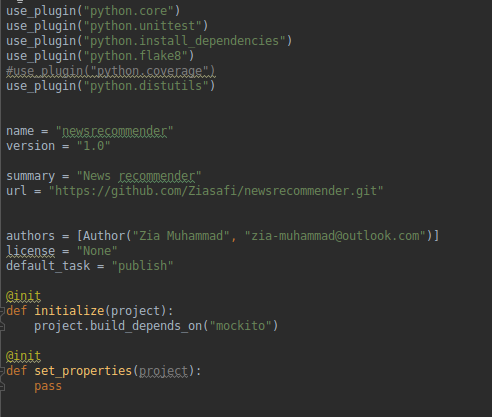 use_plugin("python.core")
use_plugin("python.unittest")
use_plugin("python.install_dependencies")
use_plugin("python.flake8")
#use_plugin("python.coverage")
use_plugin("python.distutils")
name = "newsrecommender"
version = "1.0"
summary = "News recommender"
url = "https://github.com/Ziasafi/newsrecommender.git"
authors = [Author("Zia Muhammad", "zia-muhammad@outlook.com")]
license = "None"
default_task = "publish"
@init
def initialize(project):
    project.build_depends_on("mockito")
@init
def set_properties(project):
    pass